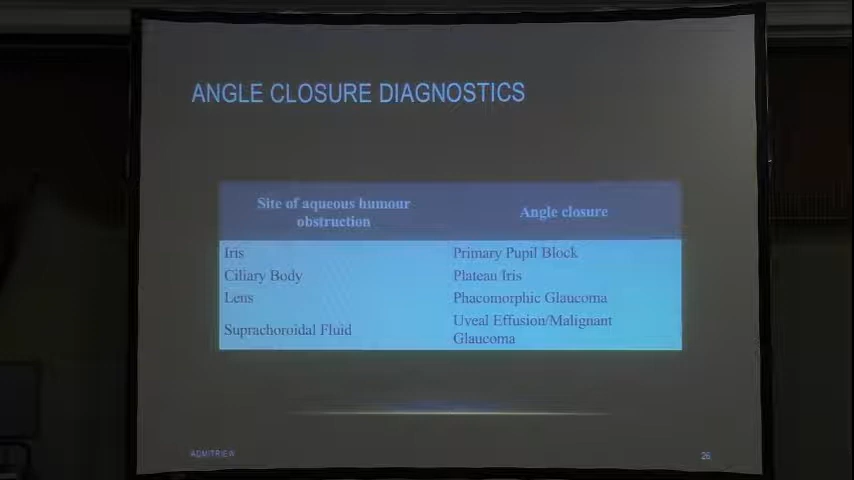 ANGLE CLOSURE DIAGNOSTICS
Site of aqueous humour
obstruction
Angle closure
Iris
Primary Pupil Block
Ciliary Body
Plateau Iris
Lens
Phacomorphic Glaucoma
Suprachoroidal Fluid
Uveal Effusion/Malignant
Glaucoma
26